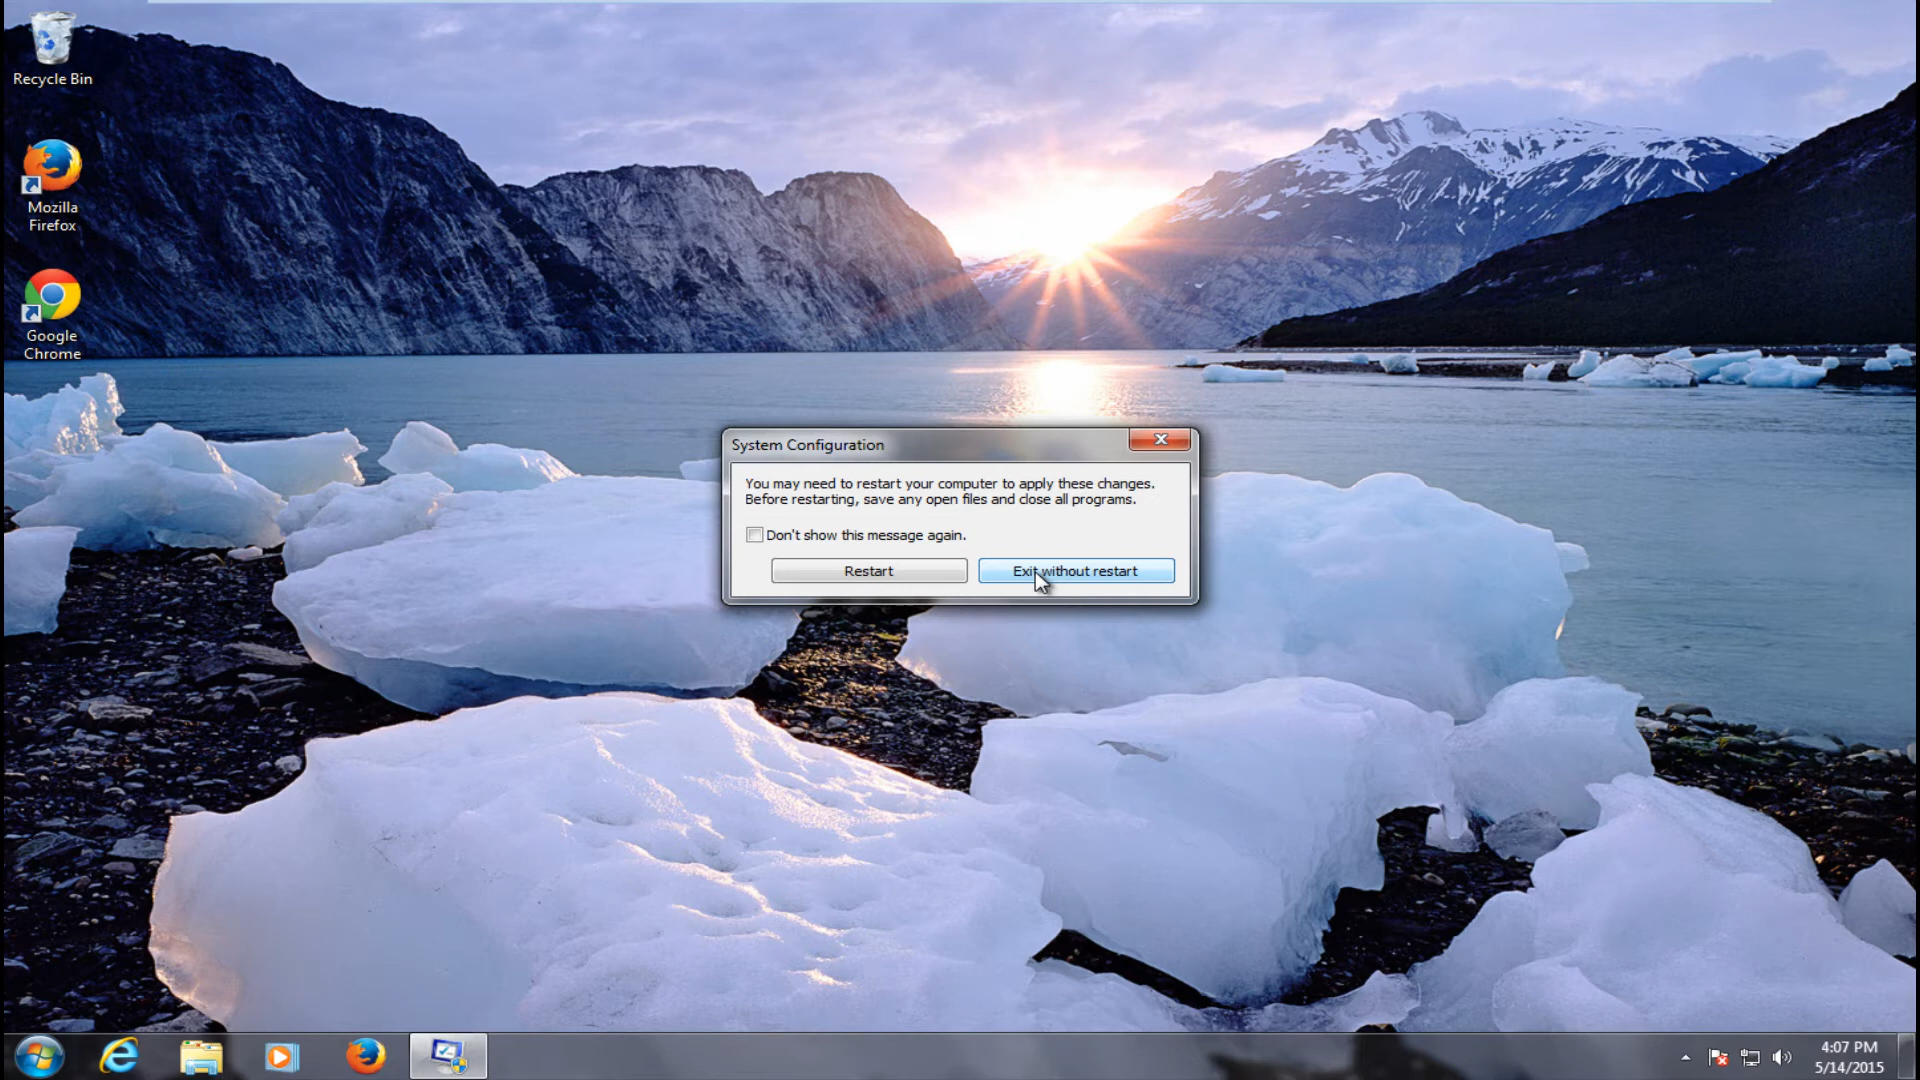 Recycle Bin
Mozilla
Firefox
Google
Chrome
System Configuration
You may need to restart your computer to apply these changes.
Before restarting, save any open files and close all programs.
Don't show this message again.
Restart
Exit without restart
4:07 PM
5/14/2015